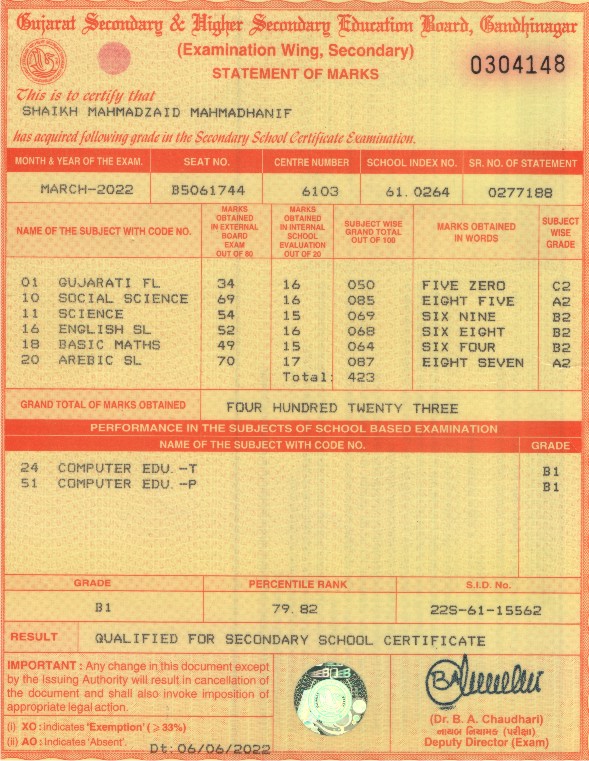 Gujarat Secondary & Higher Secondary Education Board, Gandhinagar
(Examination Wing, Secondary)
0304148
STATEMENT OF MARKS
This is to certify that
SHAIKH MAHMADZAID MAHMADHANIF
has acquired following grade in the Secondary School Certificate Examination.
MONTH & YEAR OF THE EXAM. SEAT NO. CENTRE NUMBER SCHOOL INDEX NO. SR. NO. OF STATEMENT
MARCH-2022 B5061744 6103 61.0264 0277188
NAME OF THE SUBJECT WITH CODE NO. MARKS OBTAINED IN EXTERNAL BOARD EXAM OUT OF 80 MARKS OBTAINED IN INTERNAL SCHOOL EVALUATION OUT OF 20 SUBJECT WISE GRAND TOTAL OUT OF 100 MARKS OBTAINED IN WORDS SUBJECT WISE GRADE
01 GUJARATI FL 34 16 050 FIVE ZERO C2
10 SOCIAL SCIENCE 69 16 085 EIGHT FIVE A2
11 SCIENCE 54 15 069 SIX NINE B2
16 ENGLISH SL 52 16 068 SIX EIGHT B2
18 BASIC MATHS 49 15 064 SIX FOUR B2
20 AREBIC SL 70 17 087 EIGHT SEVEN A2
Total: 423
GRAND TOTAL OF MARKS OBTAINED FOUR HUNDRED TWENTY THREE
PERFORMANCE IN THE SUBJECTS OF SCHOOL BASED EXAMINATION
NAME OF THE SUBJECT WITH CODE NO. GRADE
24 COMPUTER EDU.-T B1
51 COMPUTER EDU.-P B1
GRADE PERCENTILE RANK S.I.D. No.
B1 79.82 22S-61-15562
RESULT QUALIFIED FOR SECONDARY SCHOOL CERTIFICATE
IMPORTANT : Any change in this document except
by the Issuing Authority will result in cancellation of
the document and shall also invoke imposition of
appropriate legal action.
(i) XO : indicates 'Exemption' (≥ 33%)
(ii) AO : Indicates 'Absent'.
Dt: 06/06/2022
(Dr. B. A. Chaudhari)
નાયબ નિયામક (પરીક્ષા)
Deputy Director (Exam)